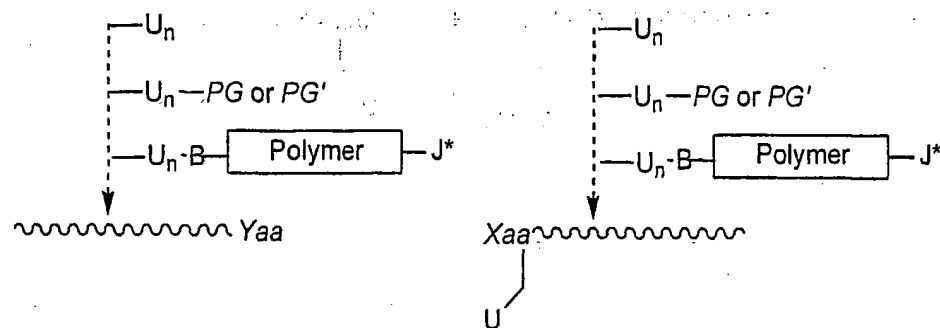 Uₙ Uₙ
Uₙ—PG or PG' Uₙ—PG or PG'
Uₙ-B—Polymer—J* Uₙ-B—Polymer—J*
Yaa Xaa
U